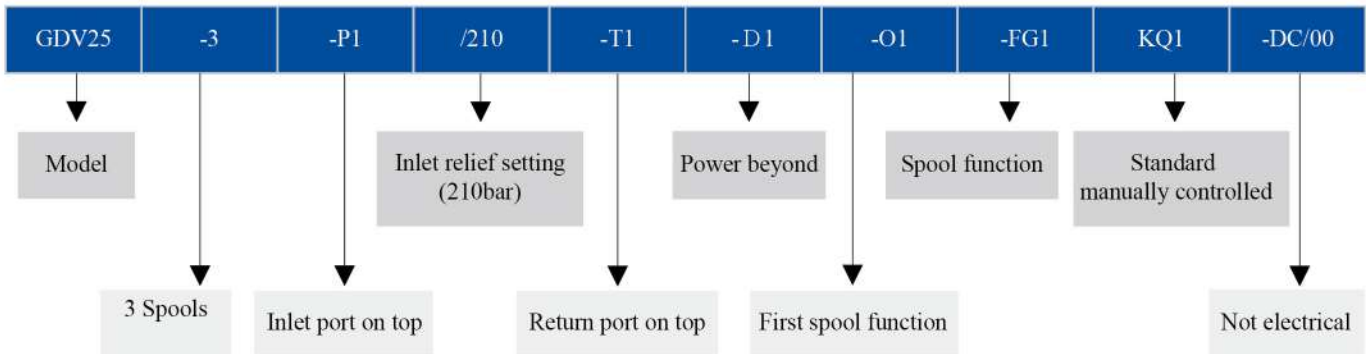 GDV25 -3 -P1 /210 -T1 -D1 -O1 -FG1 KQ1 -DC/00
Model
Inlet relief setting
(210bar)
Power beyond
Spool function
Standard
manually controlled
3 Spools
Inlet port on top
Return port on top
First spool function
Not electrical